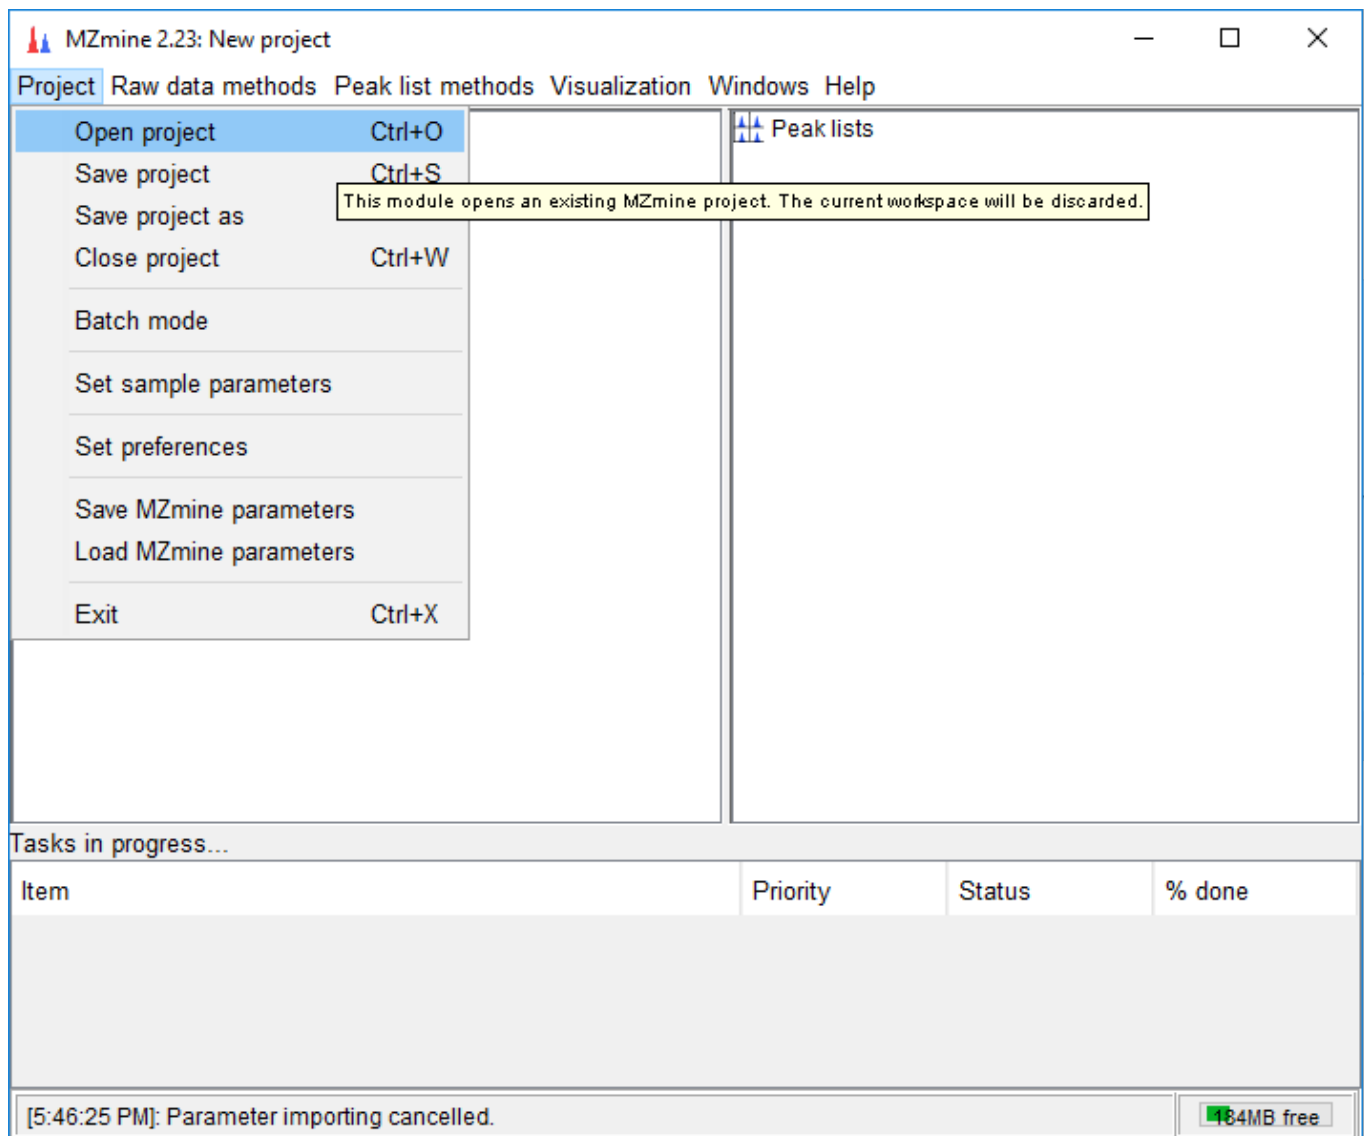 MZmine 2.23: New project
Project Raw data methods Peak list methods Visualization Windows Help
Open project Ctrl+O
Peak lists
Save project Ctrl+S
This module opens an existing MZmine project. The current workspace will be discarded.
Save project as
Close project Ctrl+W
Batch mode
Set sample parameters
Set preferences
Save MZmine parameters
Load MZmine parameters
Exit Ctrl+X
Tasks in progress...
Item Priority Status % done
[5:46:25 PM]: Parameter importing cancelled.
184MB free